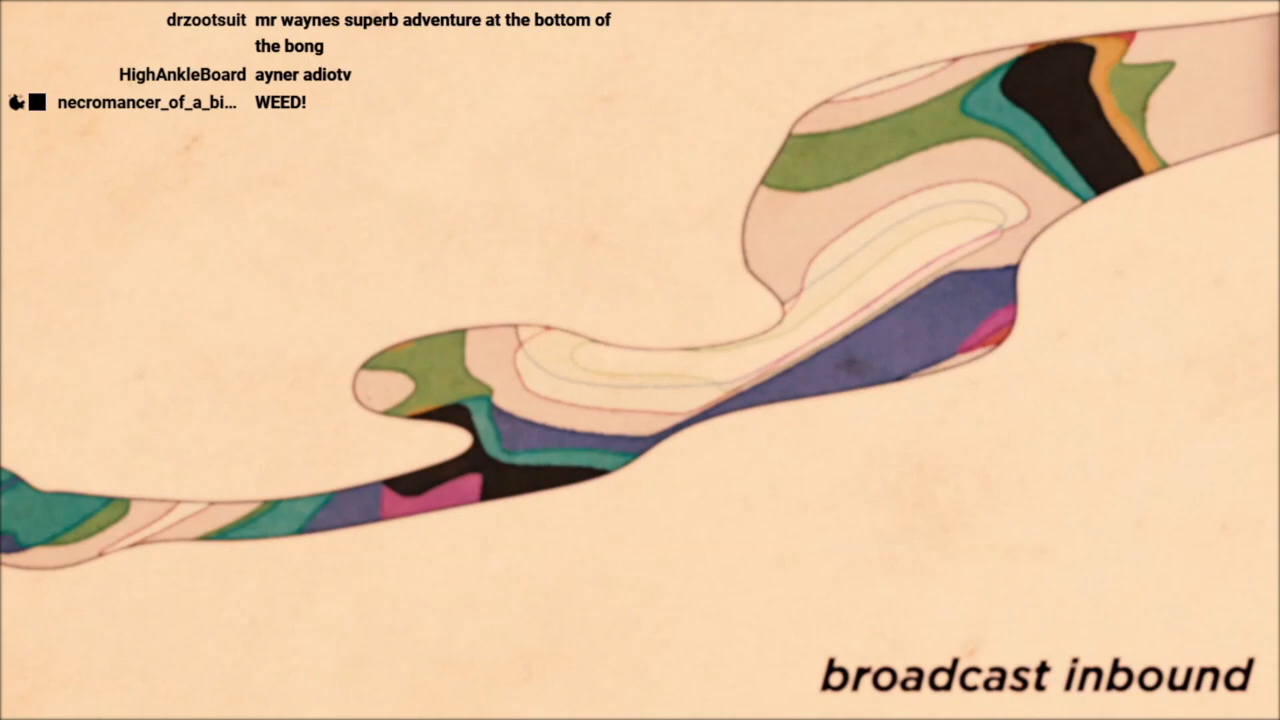 drzootsuit mr waynes superb adventure at the bottom of
the bong
HighAnkleBoard ayner adiotv
necromancer_of_a_bi... WEED!
broadcast inbound